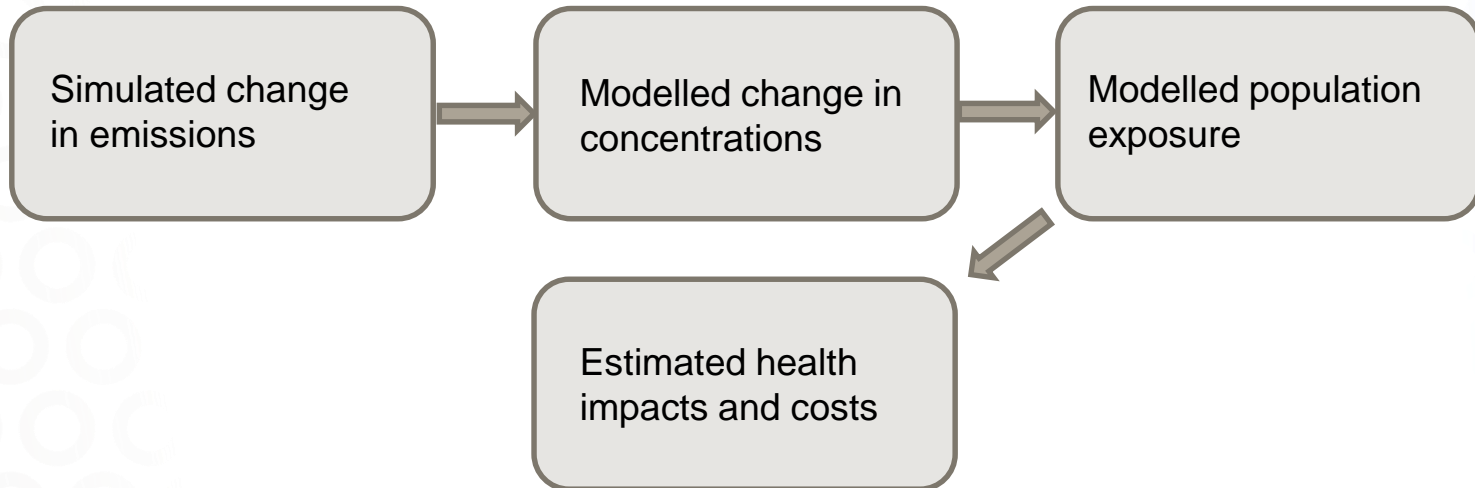 Simulated change
in emissions
Modelled change in
concentrations
Modelled population
exposure
Estimated health
impacts and costs